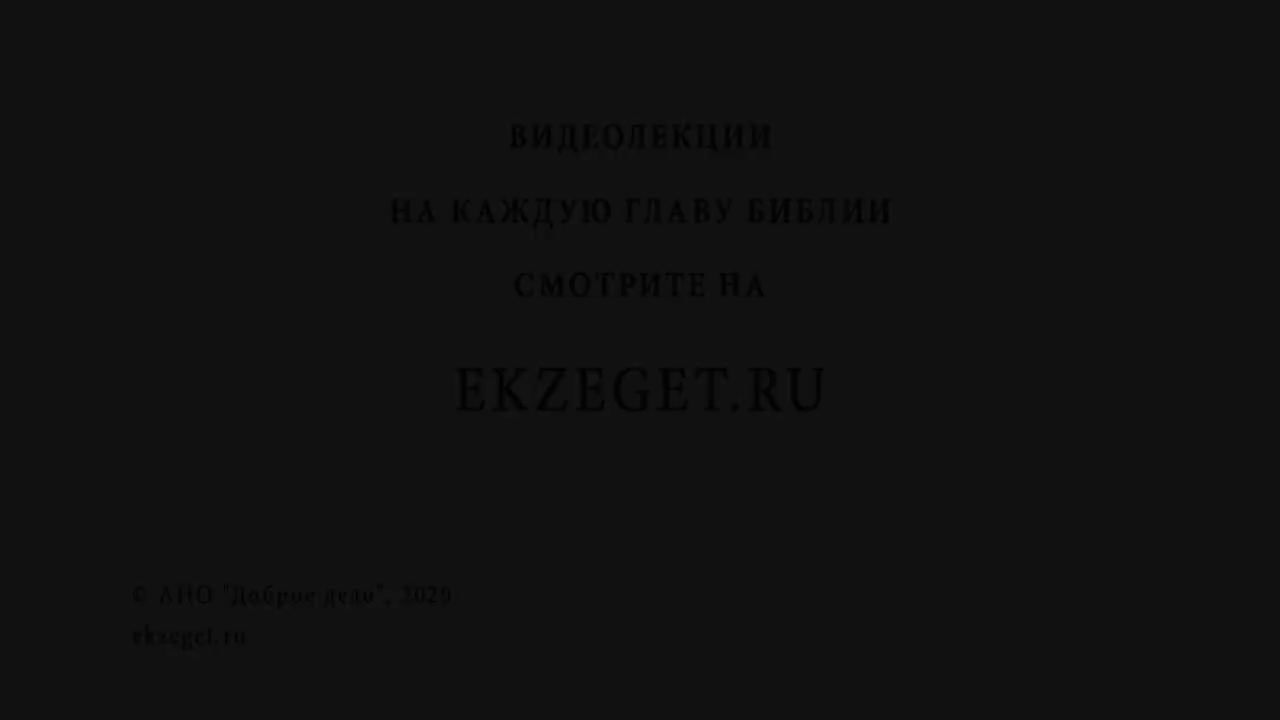 ВИДЕОЛЕКЦИИ
НА КАЖДУЮ ГЛАВУ БИБЛИИ
СМОТРИТЕ НА
EKZEGET.RU
© АНО "Доброе дело", 2020
ekzeget.ru